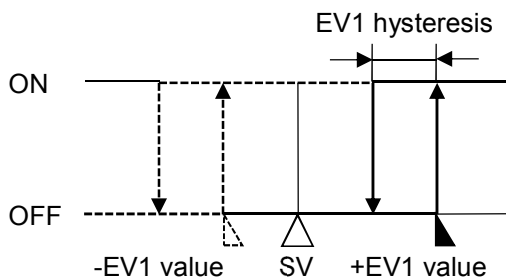 EV1 hysteresis
ON
OFF
-EV1 value SV +EV1 value